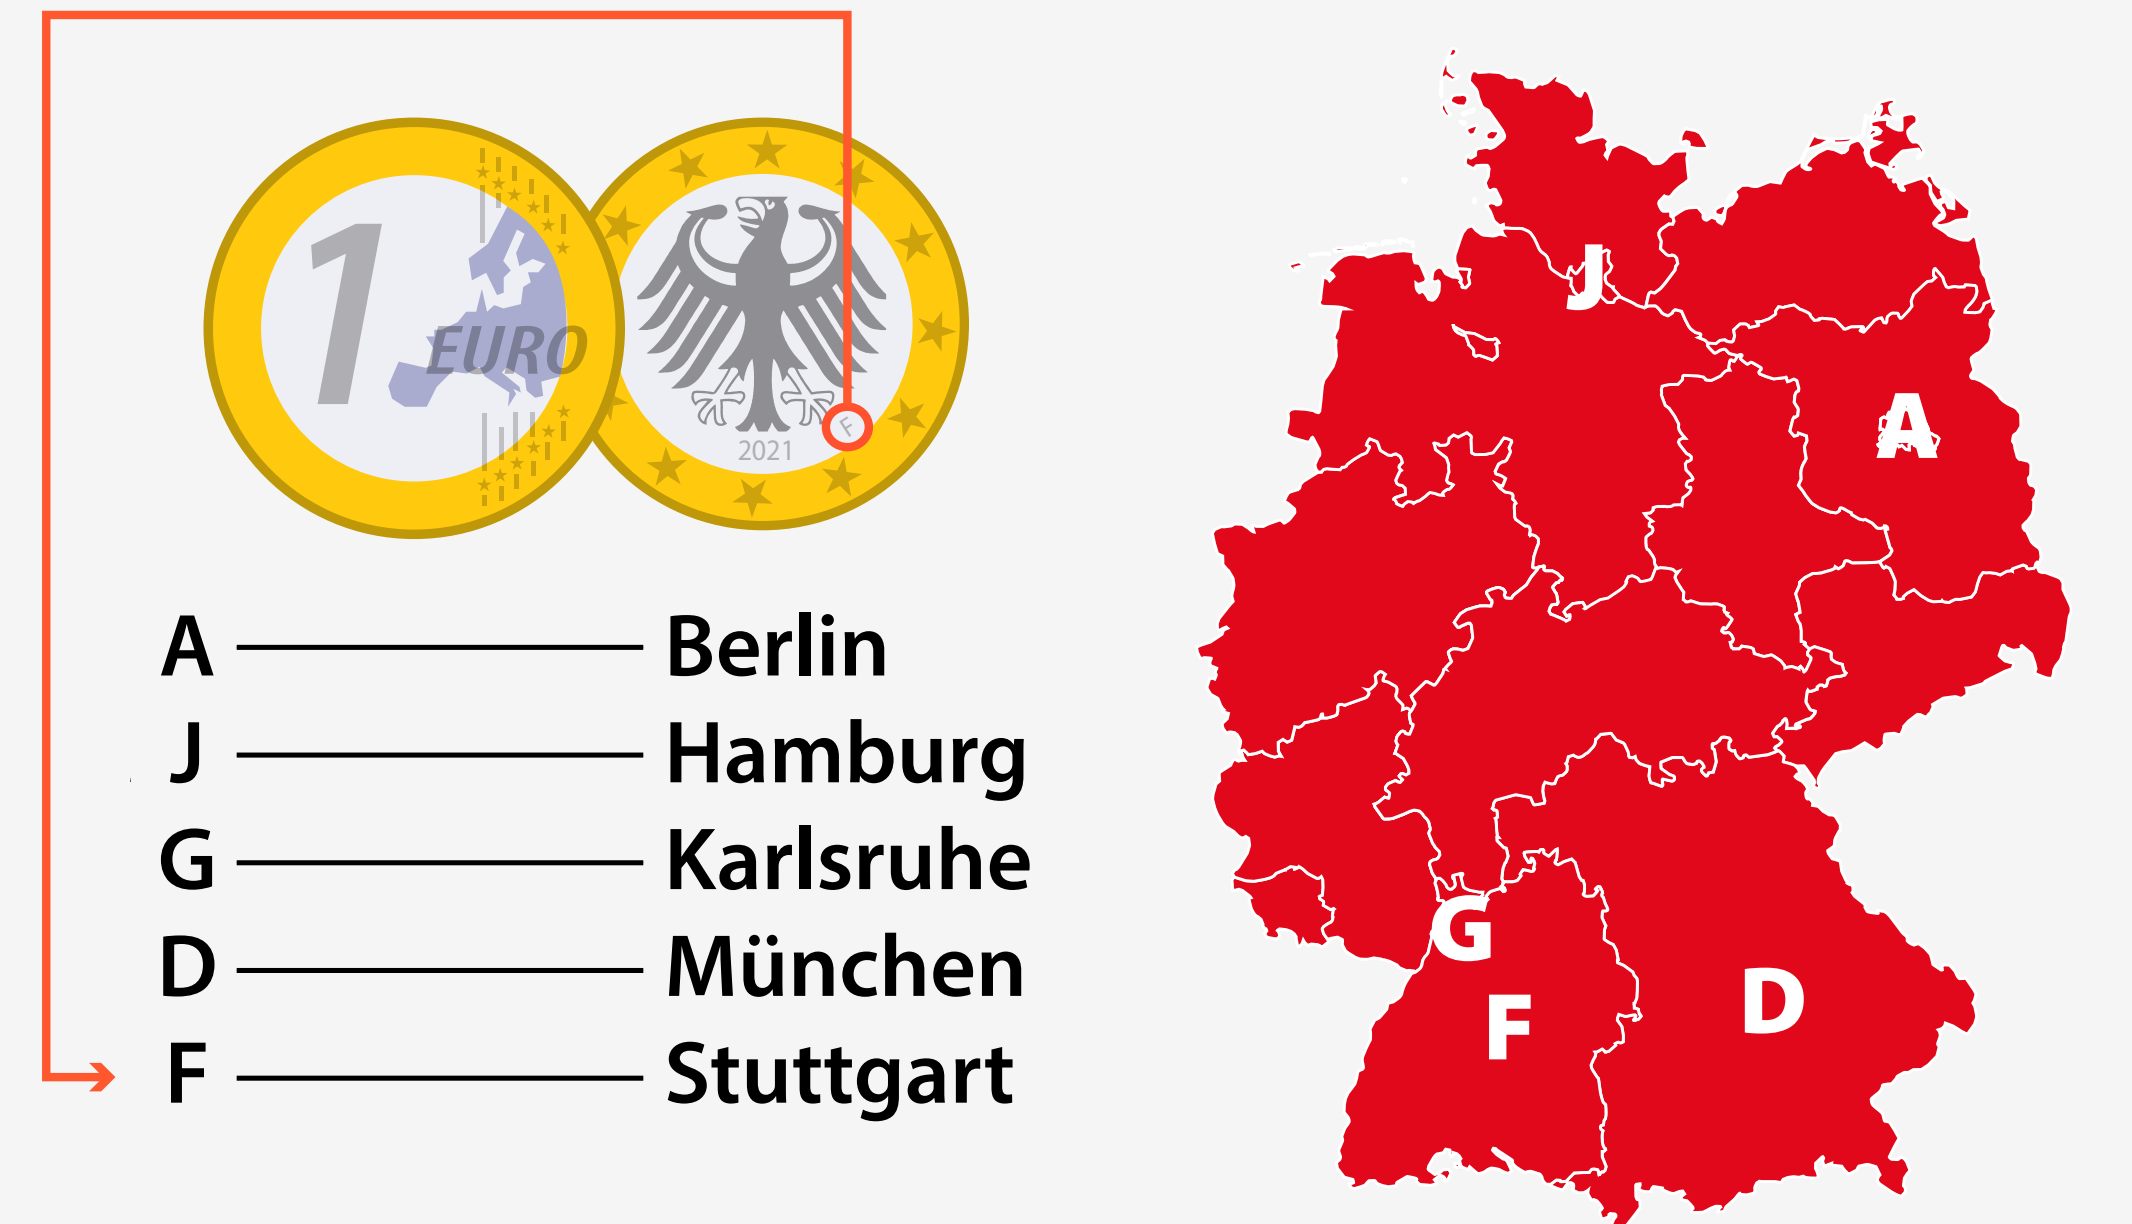 1
EURO
F
2021
A Berlin
J Hamburg
G Karlsruhe
D München
F Stuttgart
J
A
G
F
D